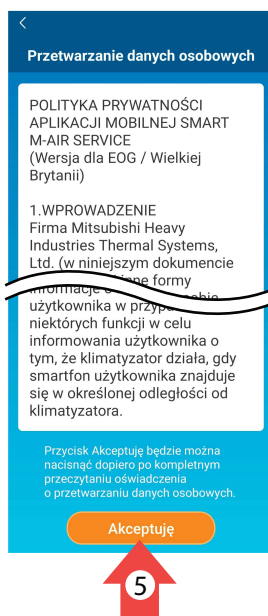 Przetwarzanie danych osobowych
POLITYKA PRYWATNOŚCI
APLIKACJI MOBILNEJ SMART
M-AIR SERVICE
(Wersja dla EOG / Wielkiej
Brytanii)
1.WPROWADZENIE
Firma Mitsubishi Heavy
Industries Thermal Systems,
Ltd. (w niniejszym dokumencie
formy
informacje
użytkownika w
niektórych funkcji w celu
informowania użytkownika o
tym, że klimatyzator działa, gdy
smartfon użytkownika znajduje
się w określonej odległości od
klimatyzatora.
Przycisk Akceptuję będzie można
nacisnąć dopiero po kompletnym
przeczytaniu oświadczenia
o przetwarzaniu danych osobowych.
Akceptuję
5